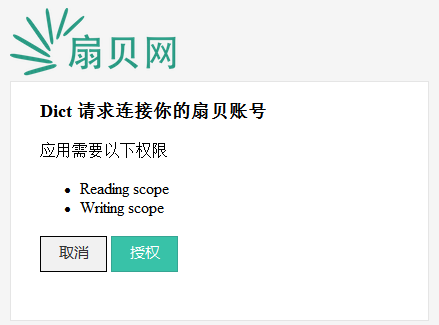 扇贝网
Dict 请求连接你的扇贝账号
应用需要以下权限
Reading scope
Writing scope
取消 授权